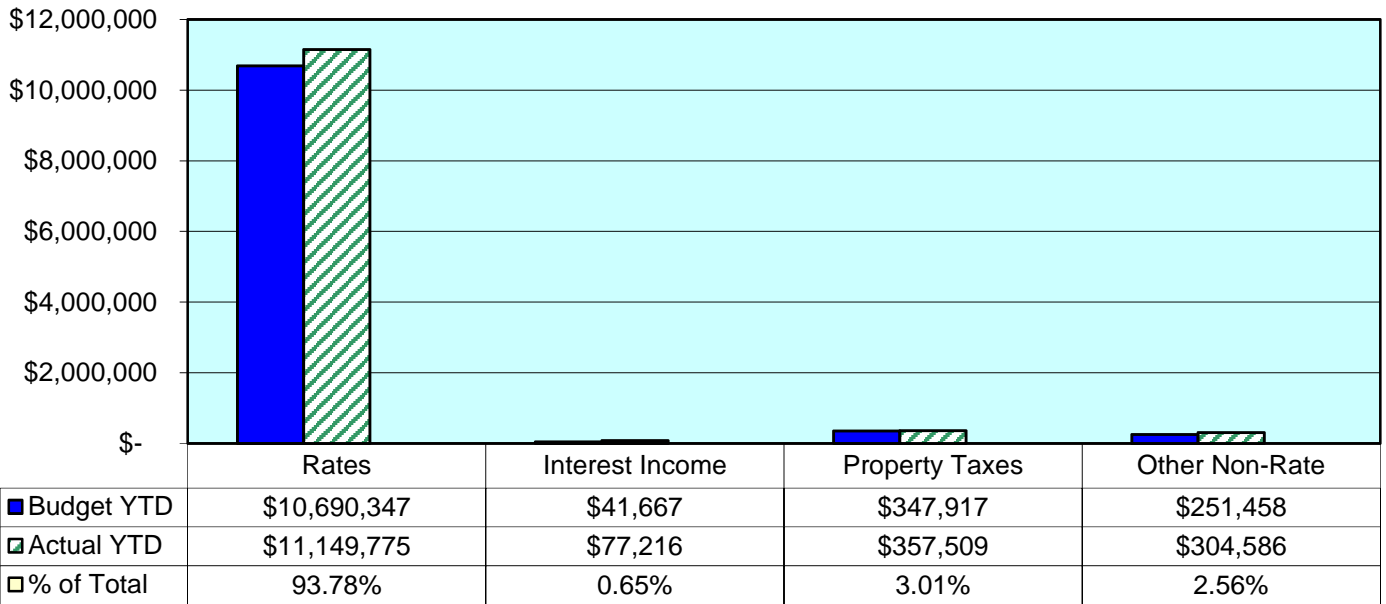 $12,000,000
$10,000,000
$8,000,000
$6,000,000
$4,000,000
$2,000,000
$-
Rates Interest Income Property Taxes Other Non-Rate
Budget YTD $10,690,347 $41,667 $347,917 $251,458
Actual YTD $11,149,775 $77,216 $357,509 $304,586
% of Total 93.78% 0.65% 3.01% 2.56%